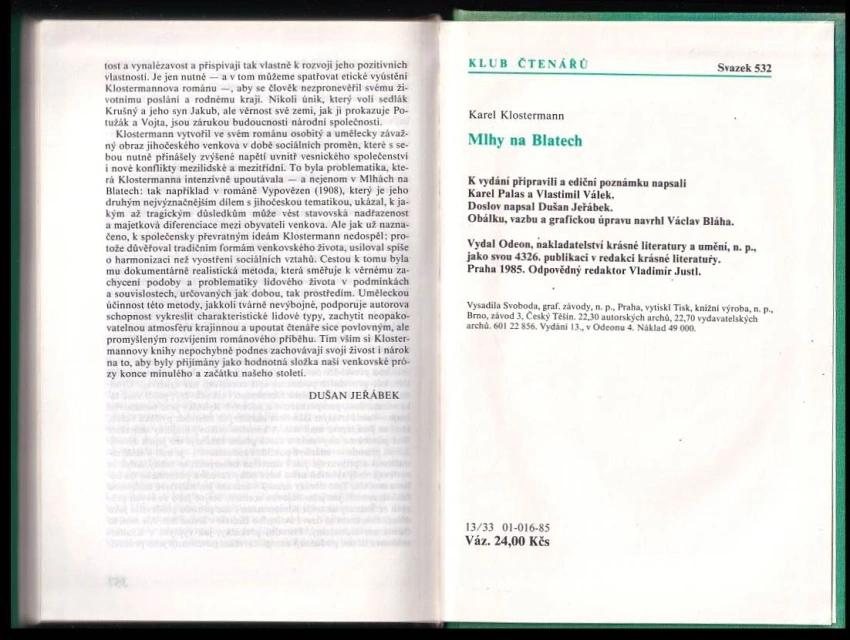 tost a vynalézavost a přispívají tak vlastně k rozvoji jeho pozitivních
vlastností. Je jen nutné — a v tom můžeme spatřovat etické vyústění
Klostermannova románu —, aby se člověk nezpronevěřil svému ži-
votnímu poslání a rodnému kraji. Nikoli únik, který volí sedlák
Krušný a jeho syn Jakub, ale věrnost své zemi, jak ji prokazuje Po-
tužák a Vojta, jsou zárukou budoucnosti národní společnosti.
Klostermann vytvořil ve svém románu osobitý a umělecky závaž-
ný obraz jihočeského venkova v době sociálních proměn, které s se-
bou nutně přinášely zvýšené napětí uvnitř vesnického společenství
i nové konflikty mezilidské a mezitřídní. To byla problematika, kte-
rá Klostermanna intenzívně upoutávala — a nejenom v Mlhách na
Blatech: tak například v románě Vypovězen (1908), který je jeho
druhým nejvýznačnějším dílem s jihočeskou tematikou, ukázal, k ja-
kým až tragickým důsledkům může vést stavovská nadřazenost
a majetková diferenciace mezi obyvateli venkova. Ale jak už nazna-
čeno, k společensky převratným ideám Klostermann nedospěl; pro-
tože důvěřoval tradičním formám venkovského života, usiloval spíše
o harmonizaci než vyostření sociálních vztahů. Cestou k tomu byla
mu dokumentárně realistická metoda, která směřuje k věrnému za-
chycení podoby a problematiky lidového života v podmínkách
a souvislostech, určovaných jak dobou, tak prostředím. Uměleckou
účinnost této metody, jakkoli tvárně nevýbojné, podporuje autorova
schopnost vykreslit charakteristické lidové typy, zachytit neopako-
vatelnou atmosféru krajinnou a upoutat čtenáře sice povlovným, ale
promyšleným rozvíjením románového příběhu. Tím vším si Kloster-
mannovy knihy nepochybně podnes zachovávají svoji živost i nárok
na to, aby byly přijímány jako hodnotná složka naší venkovské pró-
zy konce minulého a začátku našeho století.
DUŠAN JEŘÁBEK
KLUB ČTENÁŘŮ
Svazek 532
Karel Klostermann
Mlhy na Blatech
K vydání připravili a ediční poznámku napsali
Karel Palas a Vlastimil Válek.
Doslov napsal Dušan Jeřábek.
Obálku, vazbu a grafickou úpravu navrhl Václav Bláha.
Vydal Odeon, nakladatelství krásné literatury a umění, n. p.,
jako svou 4326. publikaci v redakci krásné literatury.
Praha 1985. Odpovědný redaktor Vladimír Justl.
Vysadila Svoboda, graf. závody, n. p., Praha, vytiskl Tisk, knižní výroba, n. p.,
Brno, závod 3, Český Těšín. 22,30 autorských archů, 22,70 vydavatelských
archů. 601 22 856. Vydání 13., v Odeonu 4. Náklad 49 000.
13/33 01-016-85
Váz. 24,00 Kčs